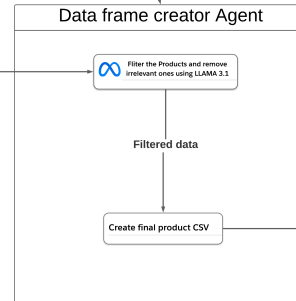 Data frame creator Agent
Fliter the Products and remove
irrelevant ones using LLAMA 3.1
Filtered data
Create final product CSV